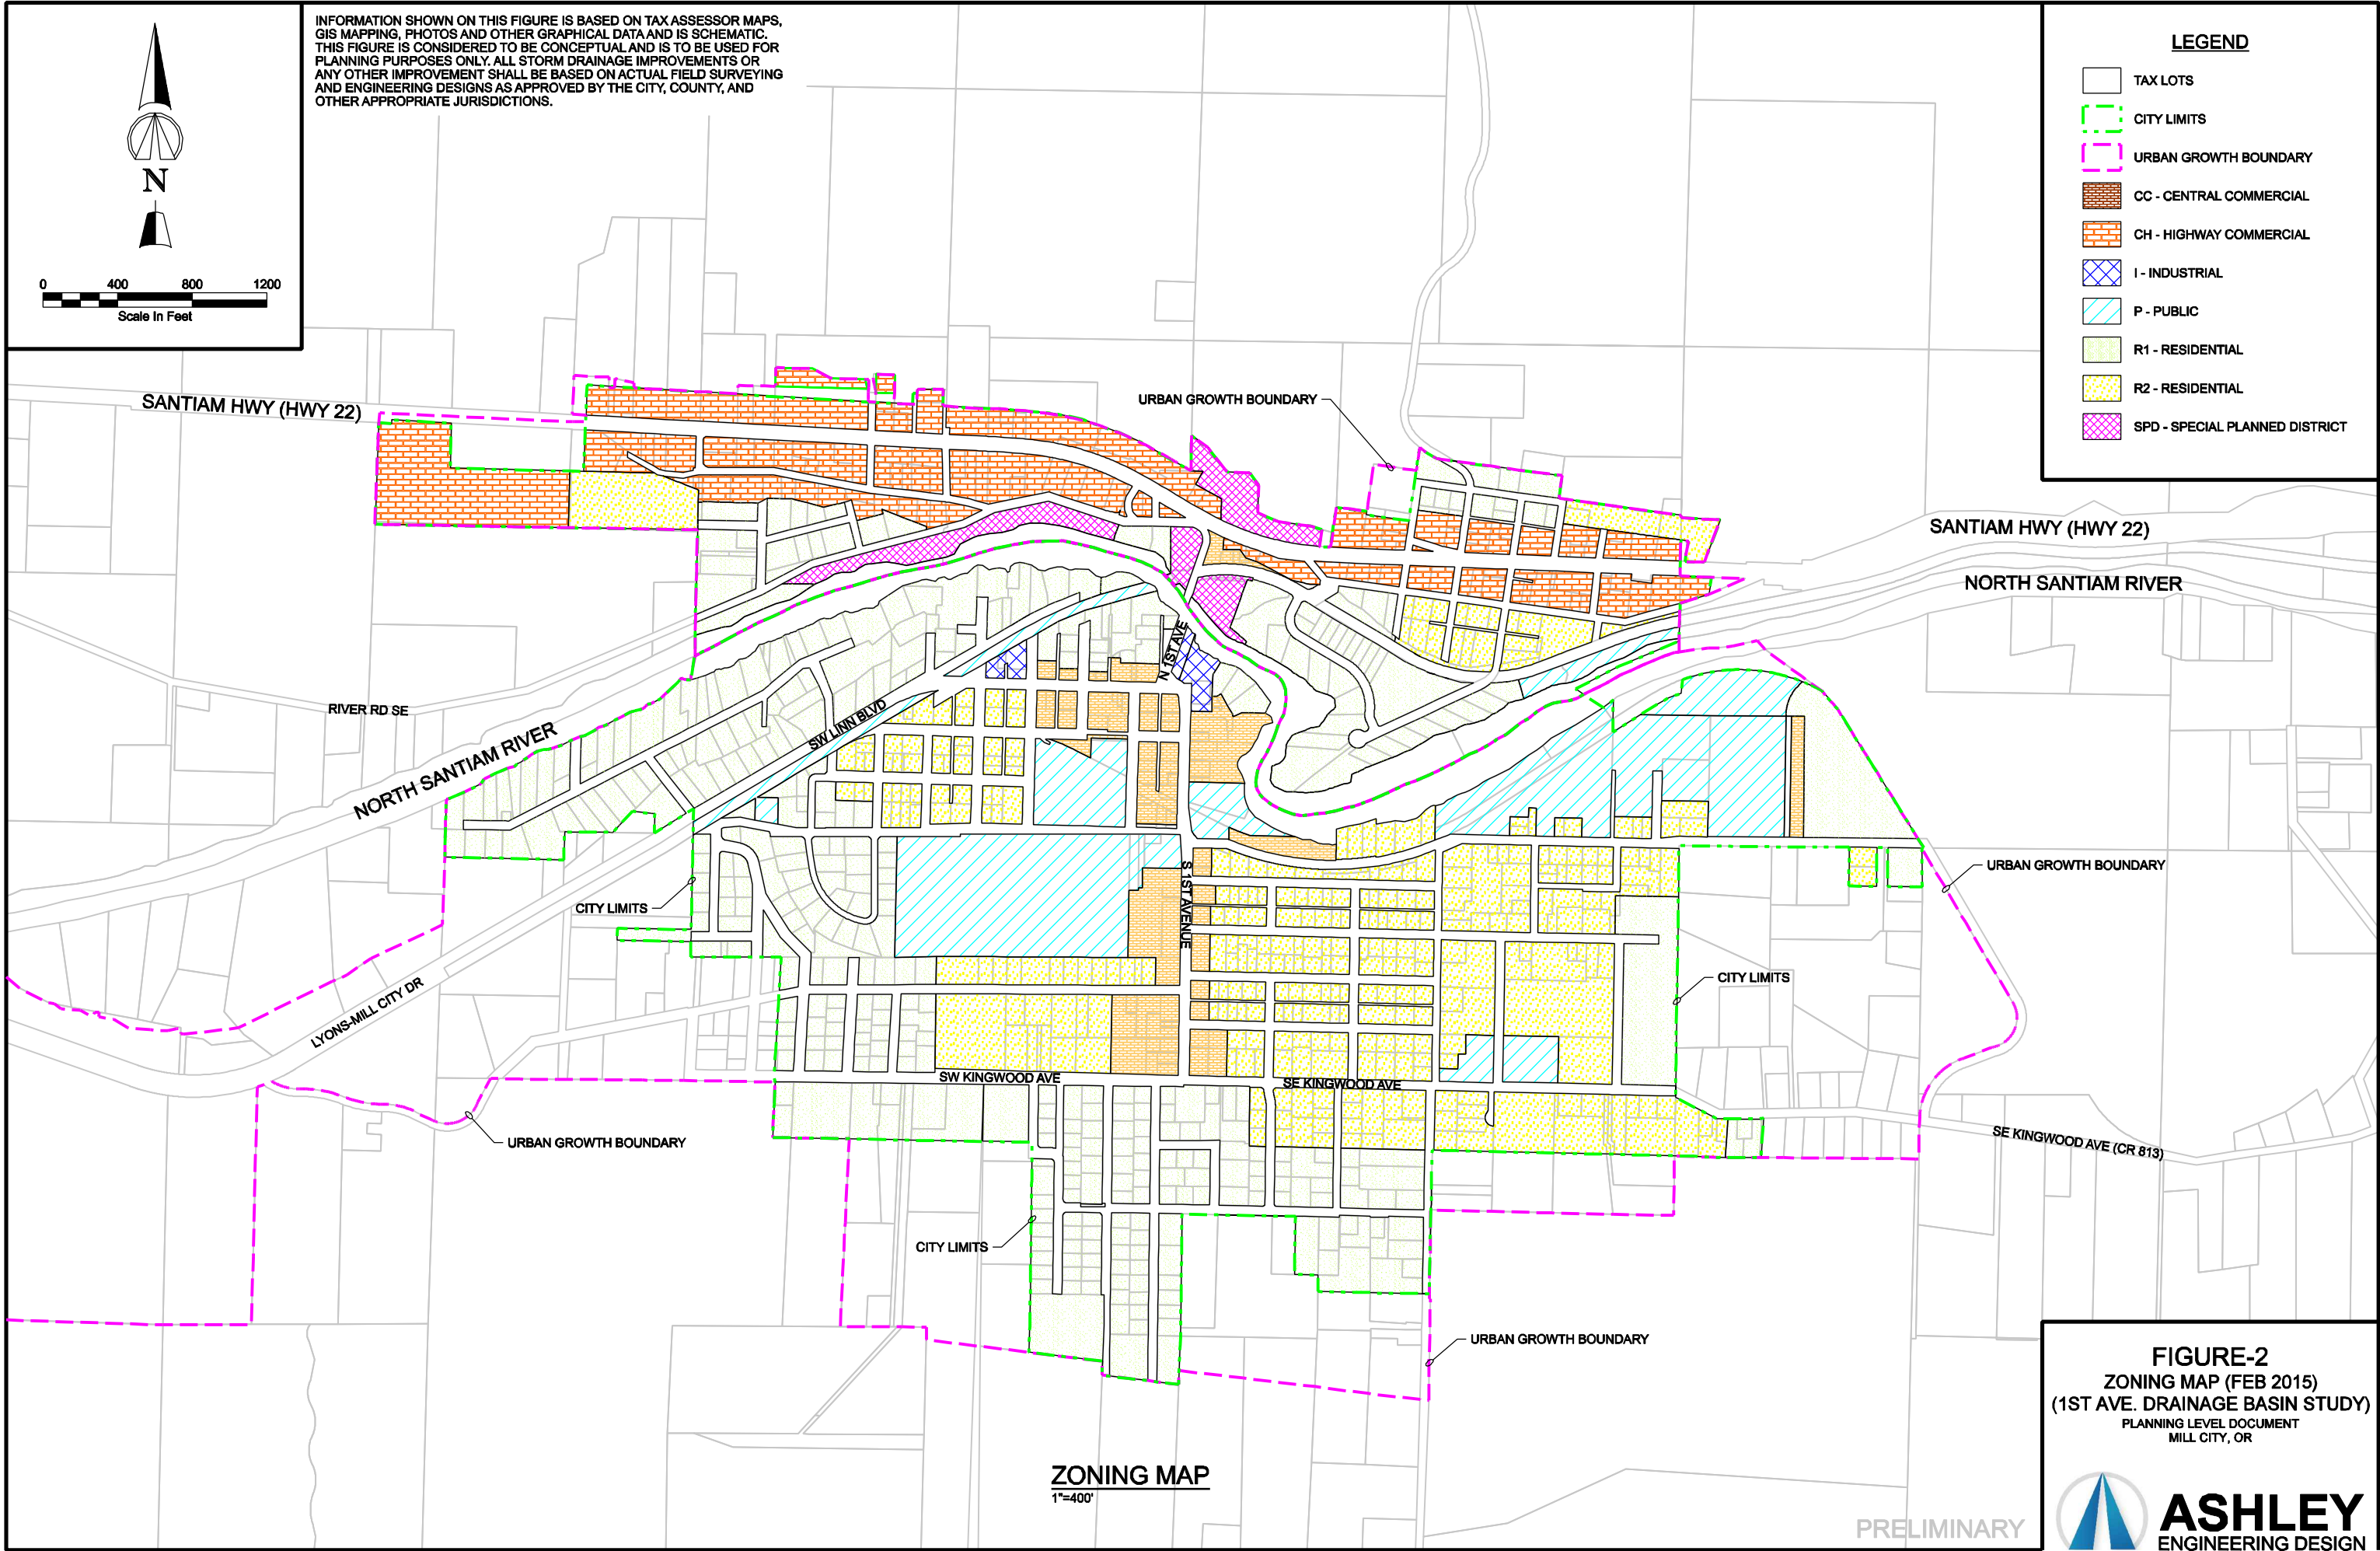 INFORMATION SHOWN ON THIS FIGURE IS BASED ON TAX ASSESSOR MAPS,
GIS MAPPING, PHOTOS AND OTHER GRAPHICAL DATA AND IS SCHEMATIC.
THIS FIGURE IS CONSIDERED TO BE CONCEPTUAL AND IS TO BE USED FOR
PLANNING PURPOSES ONLY. ALL STORM DRAINAGE IMPROVEMENTS OR
ANY OTHER IMPROVEMENT SHALL BE BASED ON ACTUAL FIELD SURVEYING
AND ENGINEERING DESIGNS AS APPROVED BY THE CITY, COUNTY, AND
OTHER APPROPRIATE JURISDICTIONS.
N
0 400 800 1200
Scale In Feet
LEGEND
TAX LOTS
CITY LIMITS
URBAN GROWTH BOUNDARY
CC - CENTRAL COMMERCIAL
CH - HIGHWAY COMMERCIAL
I - INDUSTRIAL
P - PUBLIC
R1 - RESIDENTIAL
R2 - RESIDENTIAL
SPD - SPECIAL PLANNED DISTRICT
SANTIAM HWY (HWY 22)
URBAN GROWTH BOUNDARY
SANTIAM HWY (HWY 22)
NORTH SANTIAM RIVER
N 1ST AVE
RIVER RD SE
SW LINN BLVD
NORTH SANTIAM RIVER
URBAN GROWTH BOUNDARY
CITY LIMITS
S 1ST AVENUE
CITY LIMITS
LYONS-MILL CITY DR
SW KINGWOOD AVE
SE KINGWOOD AVE
URBAN GROWTH BOUNDARY
SE KINGWOOD AVE (CR 813)
CITY LIMITS
URBAN GROWTH BOUNDARY
ZONING MAP
1"=400'
PRELIMINARY
FIGURE-2
ZONING MAP (FEB 2015)
(1ST AVE. DRAINAGE BASIN STUDY)
PLANNING LEVEL DOCUMENT
MILL CITY, OR
ASHLEY
ENGINEERING DESIGN